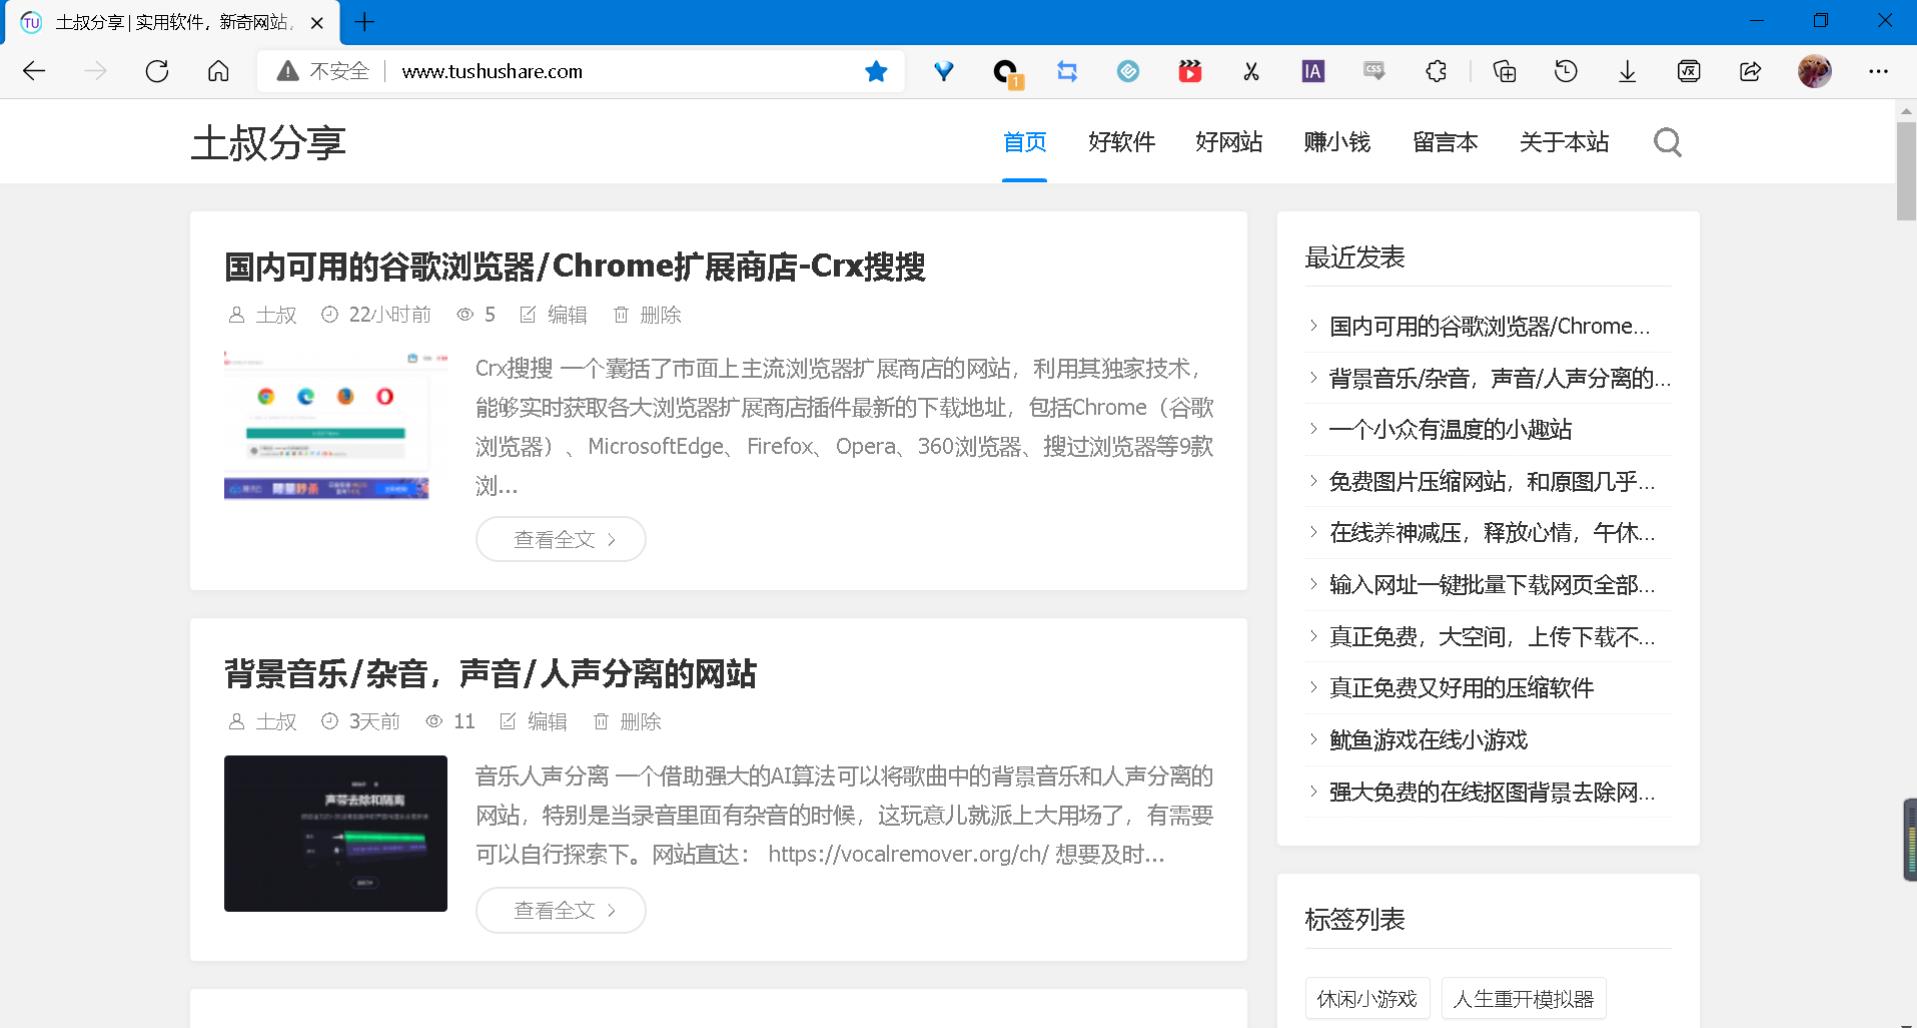 土叔分享 | 实用软件，新奇网站，
不安全
www.tushushare.com
1
IA
CSS
土叔分享
首页
好软件
好网站
赚小钱
留言本
关于本站
国内可用的谷歌浏览器/Chrome扩展商店-Crx搜搜
土叔 22小时前 5 编辑 删除
Crx搜搜 一个囊括了市面上主流浏览器扩展商店的网站，利用其独家技术，
能够实时获取各大浏览器扩展商店插件最新的下载地址，包括Chrome（谷歌
浏览器）、MicrosoftEdge、Firefox、Opera、360浏览器、搜过浏览器等9款
浏...
查看全文
背景音乐/杂音，声音/人声分离的网站
土叔 3天前 11 编辑 删除
声带去除和隔离
音乐人声分离 一个借助强大的AI算法可以将歌曲中的背景音乐和人声分离的
网站，特别是当录音里面有杂音的时候，这玩意儿就派上大用场了，有需要
可以自行探索下。网站直达： https://vocalremover.org/ch/ 想要及时...
查看全文
最近发表
国内可用的谷歌浏览器/Chrome...
背景音乐/杂音，声音/人声分离的...
一个小众有温度的小趣站
免费图片压缩网站，和原图几乎...
在线养神减压，释放心情，午休...
输入网址一键批量下载网页全部...
真正免费，大空间，上传下载不...
真正免费又好用的压缩软件
鱿鱼游戏在线小游戏
强大免费的在线抠图背景去除网...
标签列表
休闲小游戏
人生重开模拟器